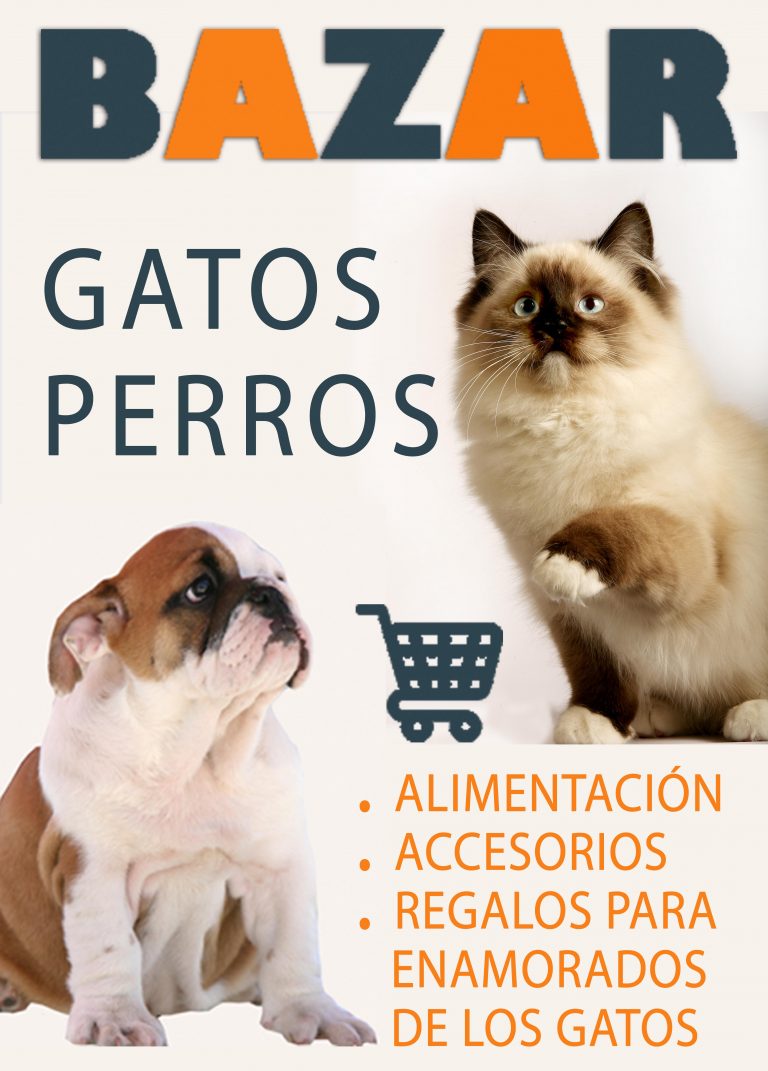 BAZAR
GATOS
PERROS
. ALIMENTACIÓN
. ACCESORIOS
. REGALOS PARA
ENAMORADOS
DE LOS GATOS